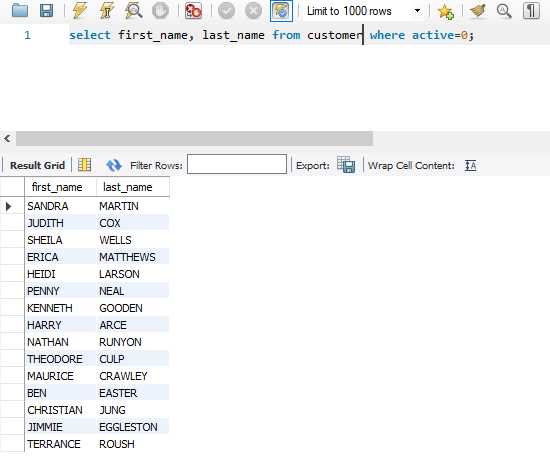 Limit to 1000 rows
1 select first_name, last_name from customer where active=0;
Result Grid Filter Rows: Export: Wrap Cell Content:
first_name last_name
SANDRA MARTIN
JUDITH COX
SHEILA WELLS
ERICA MATTHEWS
HEIDI LARSON
PENNY NEAL
KENNETH GOODEN
HARRY ARCE
NATHAN RUNYON
THEODORE CULP
MAURICE CRAWLEY
BEN EASTER
CHRISTIAN JUNG
JIMMIE EGGLESTON
TERRANCE ROUSH